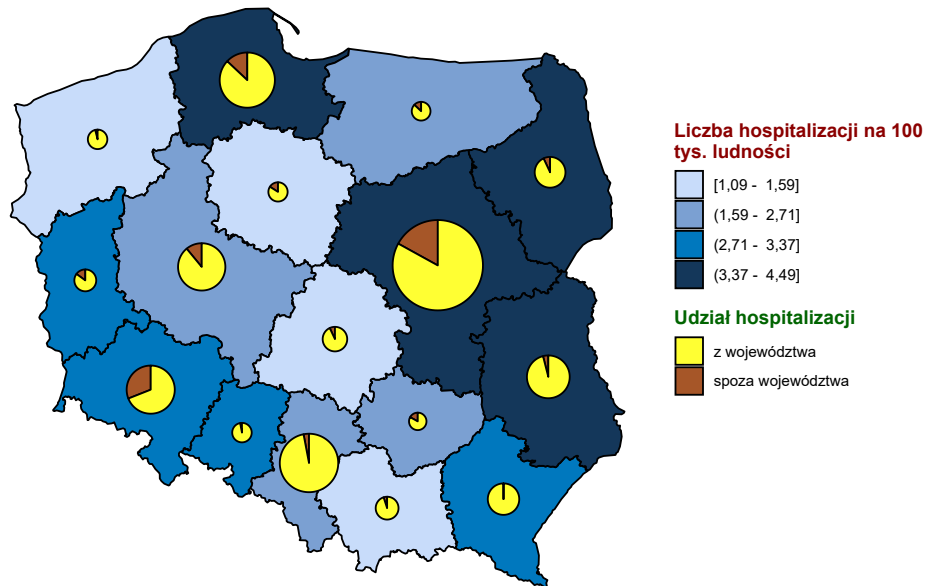 Liczba hospitalizacji na 100
tys. ludności
[1,09 - 1,59]
(1,59 - 2,71]
(2,71 - 3,37]
(3,37 - 4,49]
Udział hospitalizacji
z województwa
spoza województwa